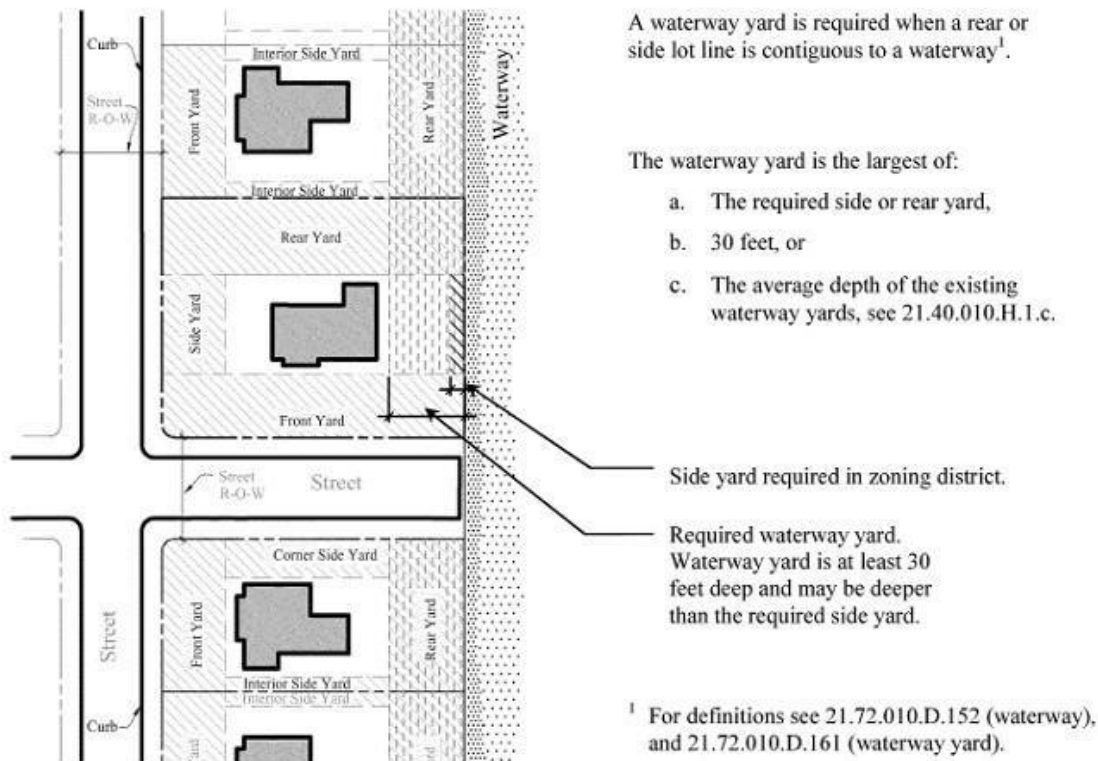 Curb
Street
R-O-W
Front Yard
Interior Side Yard
Rear Yard
Waterway
Interior Side Yard
Rear Yard
Side Yard
Front Yard
Street
R-O-W
Street
Corner Side Yard
Front Yard
Rear Yard
Street
Interior Side Yard
Interior Side Yard
Curb
A waterway yard is required when a rear or
side lot line is contiguous to a waterway¹.
The waterway yard is the largest of:
a. The required side or rear yard,
b. 30 feet, or
c. The average depth of the existing
waterway yards, see 21.40.010.H.1.c.
Side yard required in zoning district.
Required waterway yard.
Waterway yard is at least 30
feet deep and may be deeper
than the required side yard.
¹ For definitions see 21.72.010.D.152 (waterway),
and 21.72.010.D.161 (waterway yard).